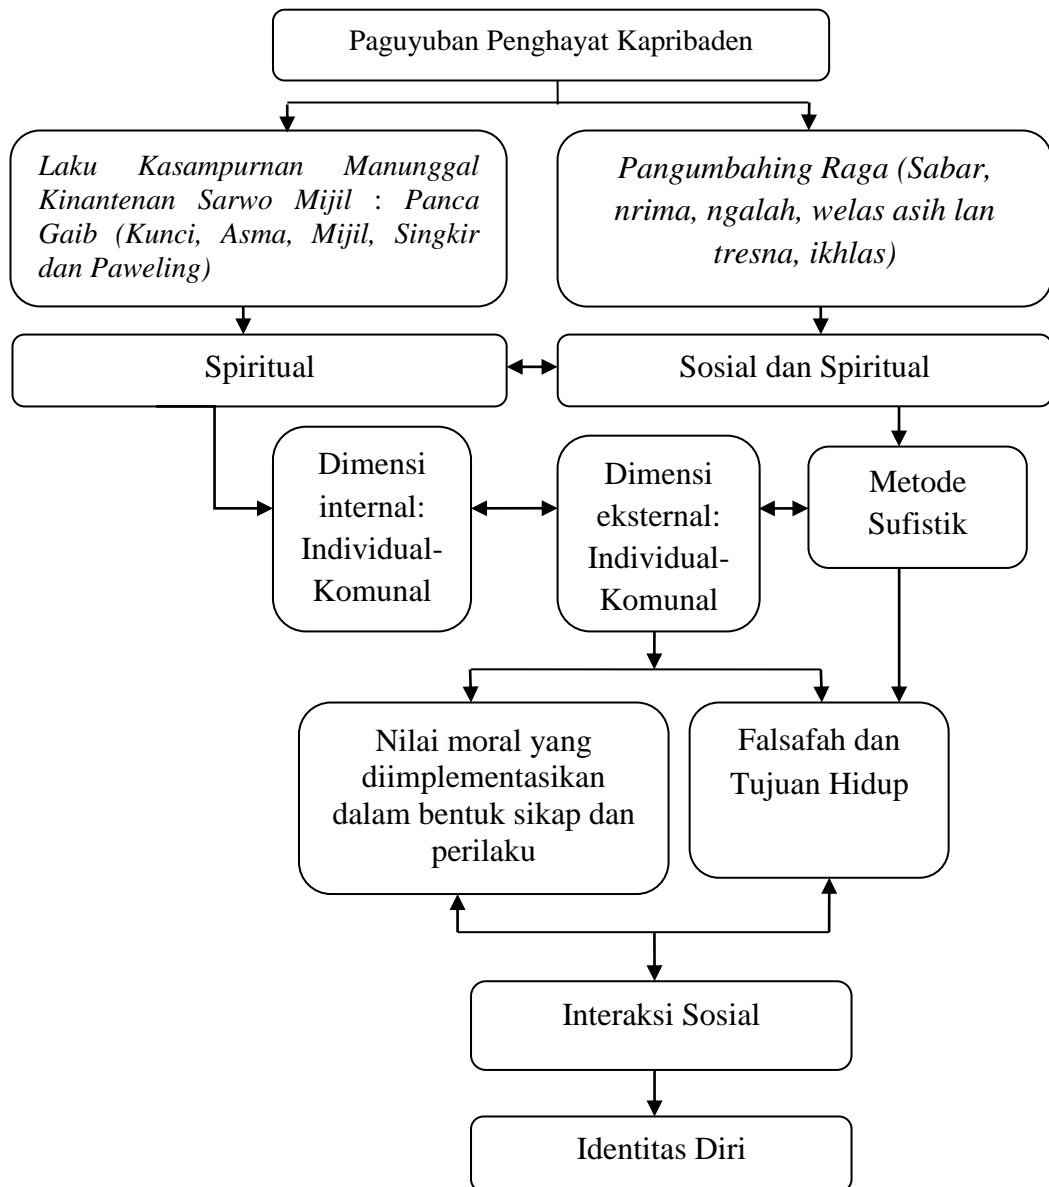 Paguyuban Penghayat Kapribaden
Laku Kasampurnan Manunggal
Kinantenan Sarwo Mijil : Panca
Gaib (Kunci, Asma, Mijil, Singkir
dan Paweling)
Pangumbahing Raga (Sabar,
nrima, ngalah, welas asih lan
tresna, ikhlas)
Spiritual
Sosial dan Spiritual
Dimensi
internal:
Individual-
Komunal
Dimensi
eksternal:
Individual-
Komunal
Metode
Sufistik
Nilai moral yang
diimplementasikan
dalam bentuk sikap dan
perilaku
Falsafah dan
Tujuan Hidup
Interaksi Sosial
Identitas Diri